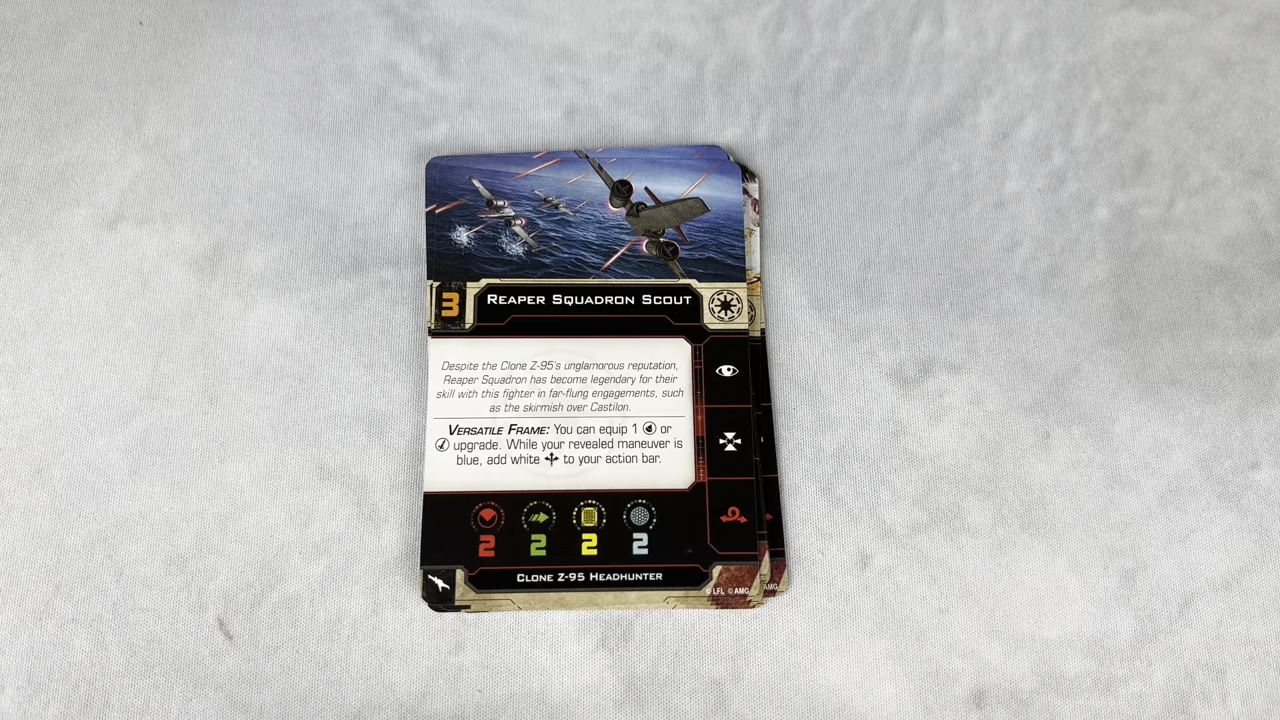 3 Reaper Squadron Scout
Despite the Clone Z-95's unglamorous reputation,
Reaper Squadron has become legendary for their
skill with this fighter in far-flung engagements, such
as the skirmish over Castilon.
Versatile Frame: You can equip 1 or
upgrade. While your revealed maneuver is
blue, add white to your action bar.
2 2 2 2
Clone Z-95 Headhunter
© LFL © AMG
AMG